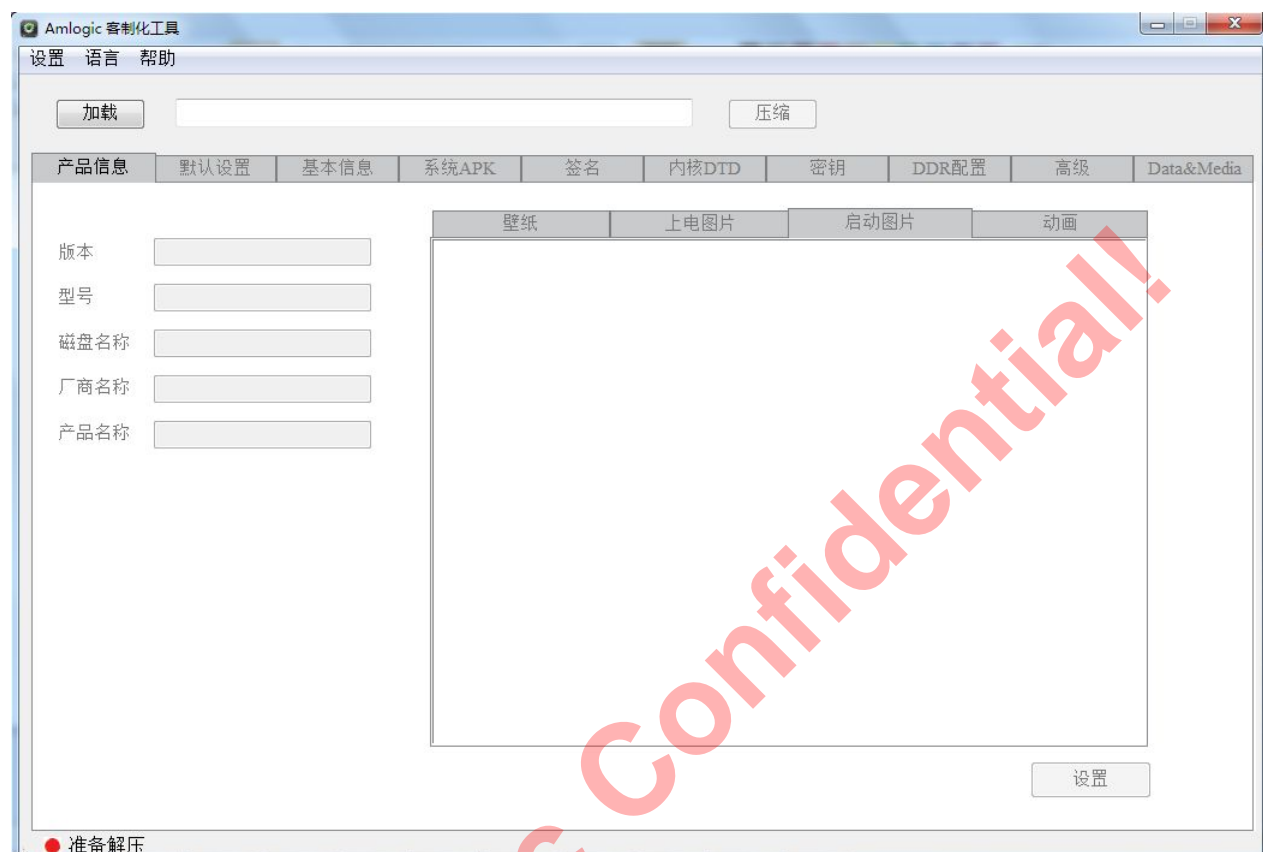 Amlogic 客制化工具
设置 语言 帮助
加载 压缩
产品信息 默认设置 基本信息 系统APK 签名 内核DTD 密钥 DDR配置 高级 Data&Media
壁纸 上电图片 启动图片 动画
版本
型号
磁盘名称
厂商名称
产品名称
设置
准备解压
c Confidential!